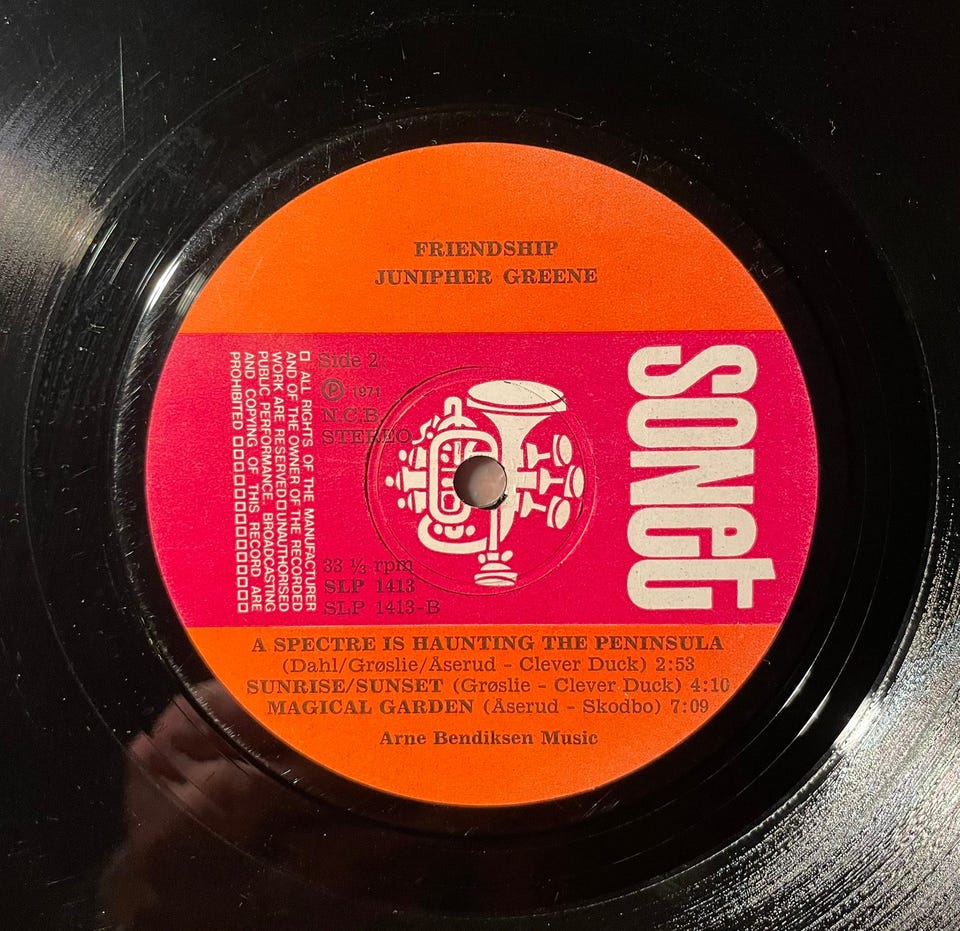 FRIENDSHIP
JUNIPHER GREENE
Side 2:
Ⓟ 1971
N.C.B.
STEREO
33 ⅓ rpm
SLP 1413
SLP 1413-B
□ ALL RIGHTS OF THE MANUFACTURER
AND OF THE OWNER OF THE RECORDED
WORK ARE RESERVED □ UNAUTHORISED
PUBLIC PERFORMANCE BROADCASTING
AND COPYING OF THIS RECORD ARE
PROHIBITED □□□□□□□□□□□□□□
SONET
A SPECTRE IS HAUNTING THE PENINSULA
(Dahl/Grøslie/Åserud - Clever Duck) 2:53
SUNRISE/SUNSET (Grøslie - Clever Duck) 4:10
MAGICAL GARDEN (Åserud - Skodbo) 7:09
Arne Bendiksen Music